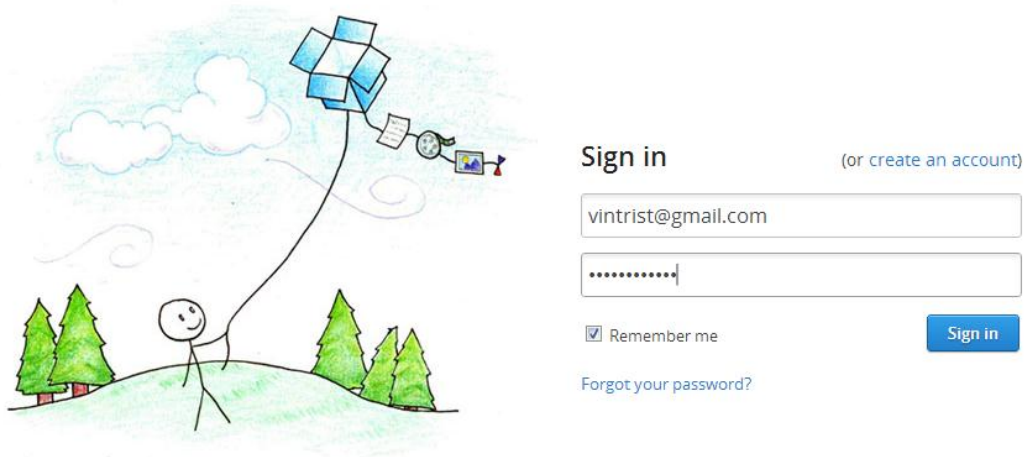 Sign in (or create an account)
vintrist@gmail.com
••••••••••••
Remember me Sign in
Forgot your password?